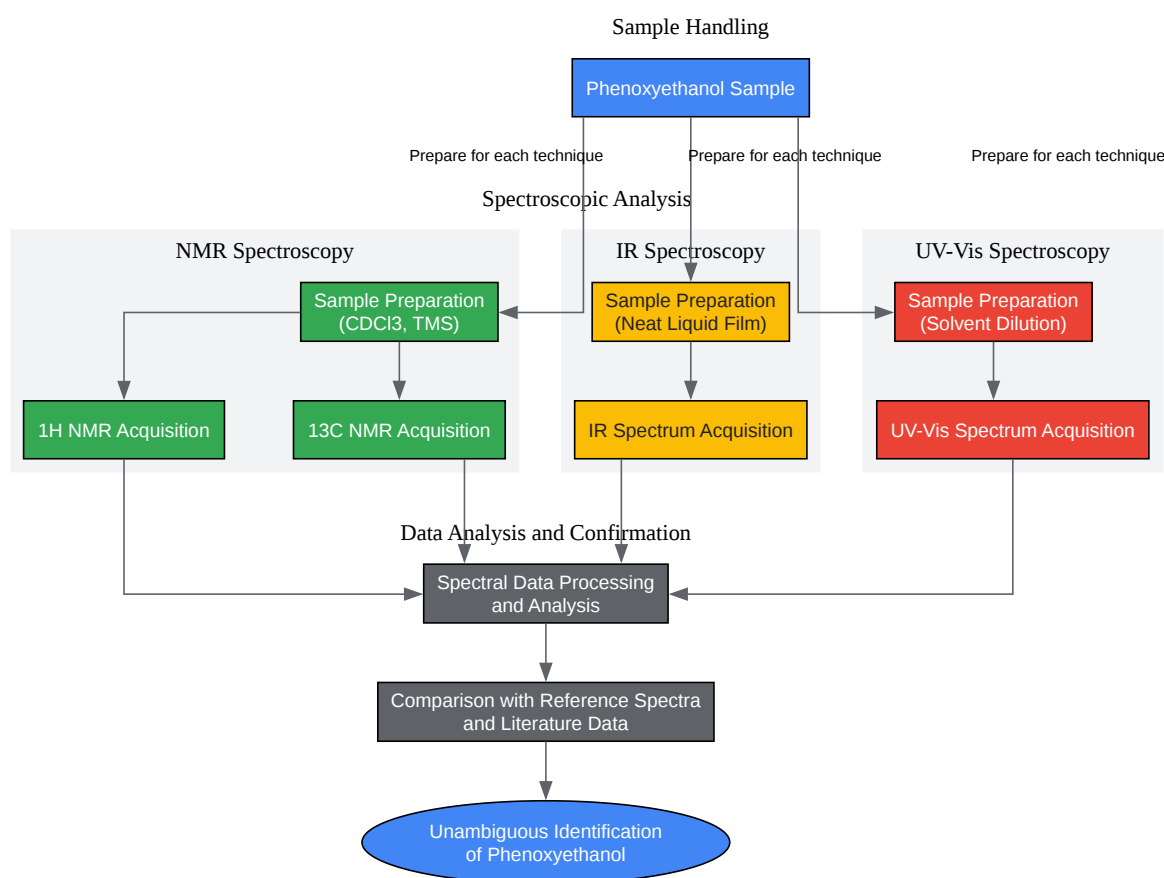 Sample Handling
Phenoxyethanol Sample
Prepare for each technique
Prepare for each technique
Prepare for each technique
Spectroscopic Analysis
NMR Spectroscopy
IR Spectroscopy
UV-Vis Spectroscopy
Sample Preparation
(CDCl3, TMS)
Sample Preparation
(Neat Liquid Film)
Sample Preparation
(Solvent Dilution)
1H NMR Acquisition
13C NMR Acquisition
IR Spectrum Acquisition
UV-Vis Spectrum Acquisition
Data Analysis and Confirmation
Spectral Data Processing
and Analysis
Comparison with Reference Spectra
and Literature Data
Unambiguous Identification
of Phenoxyethanol